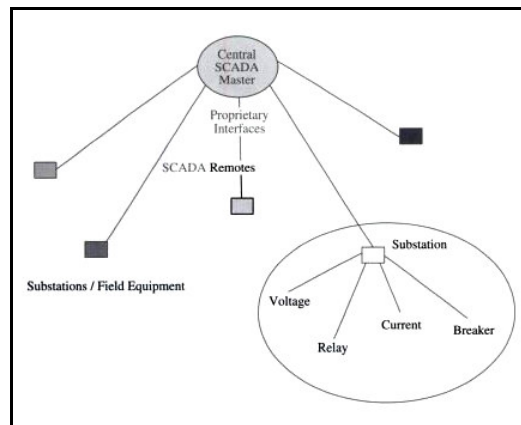 Central
SCADA
Master
Proprietary
Interfaces
SCADA Remotes
Substation
Substations / Field Equipment
Voltage
Current
Breaker
Relay